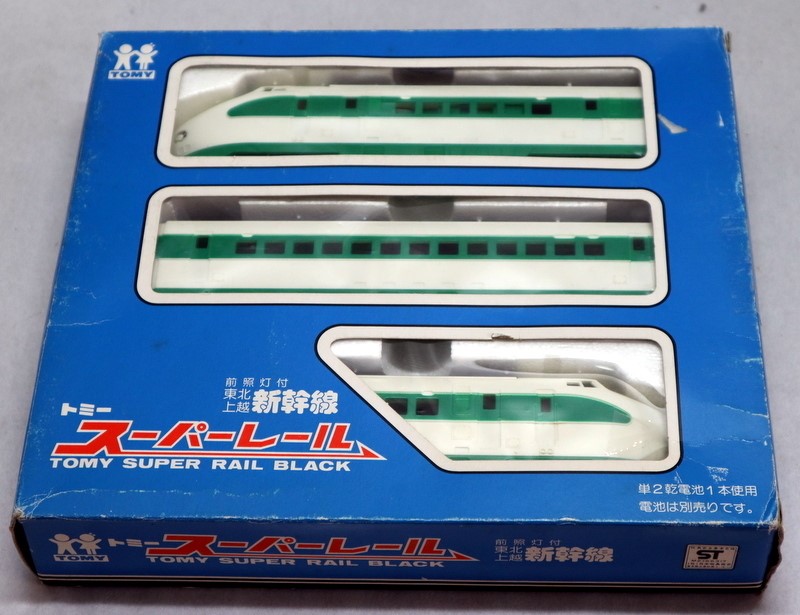 TOMY
前照灯付
東北
上越 新幹線
トミー
スーパーレール
TOMY SUPER RAIL BLACK
単2乾電池1本使用
電池は別売りです。
TOMY
トミー スーパーレール
TOMY SUPER RAIL BLACK
前照灯付
東北
上越 新幹線
ST